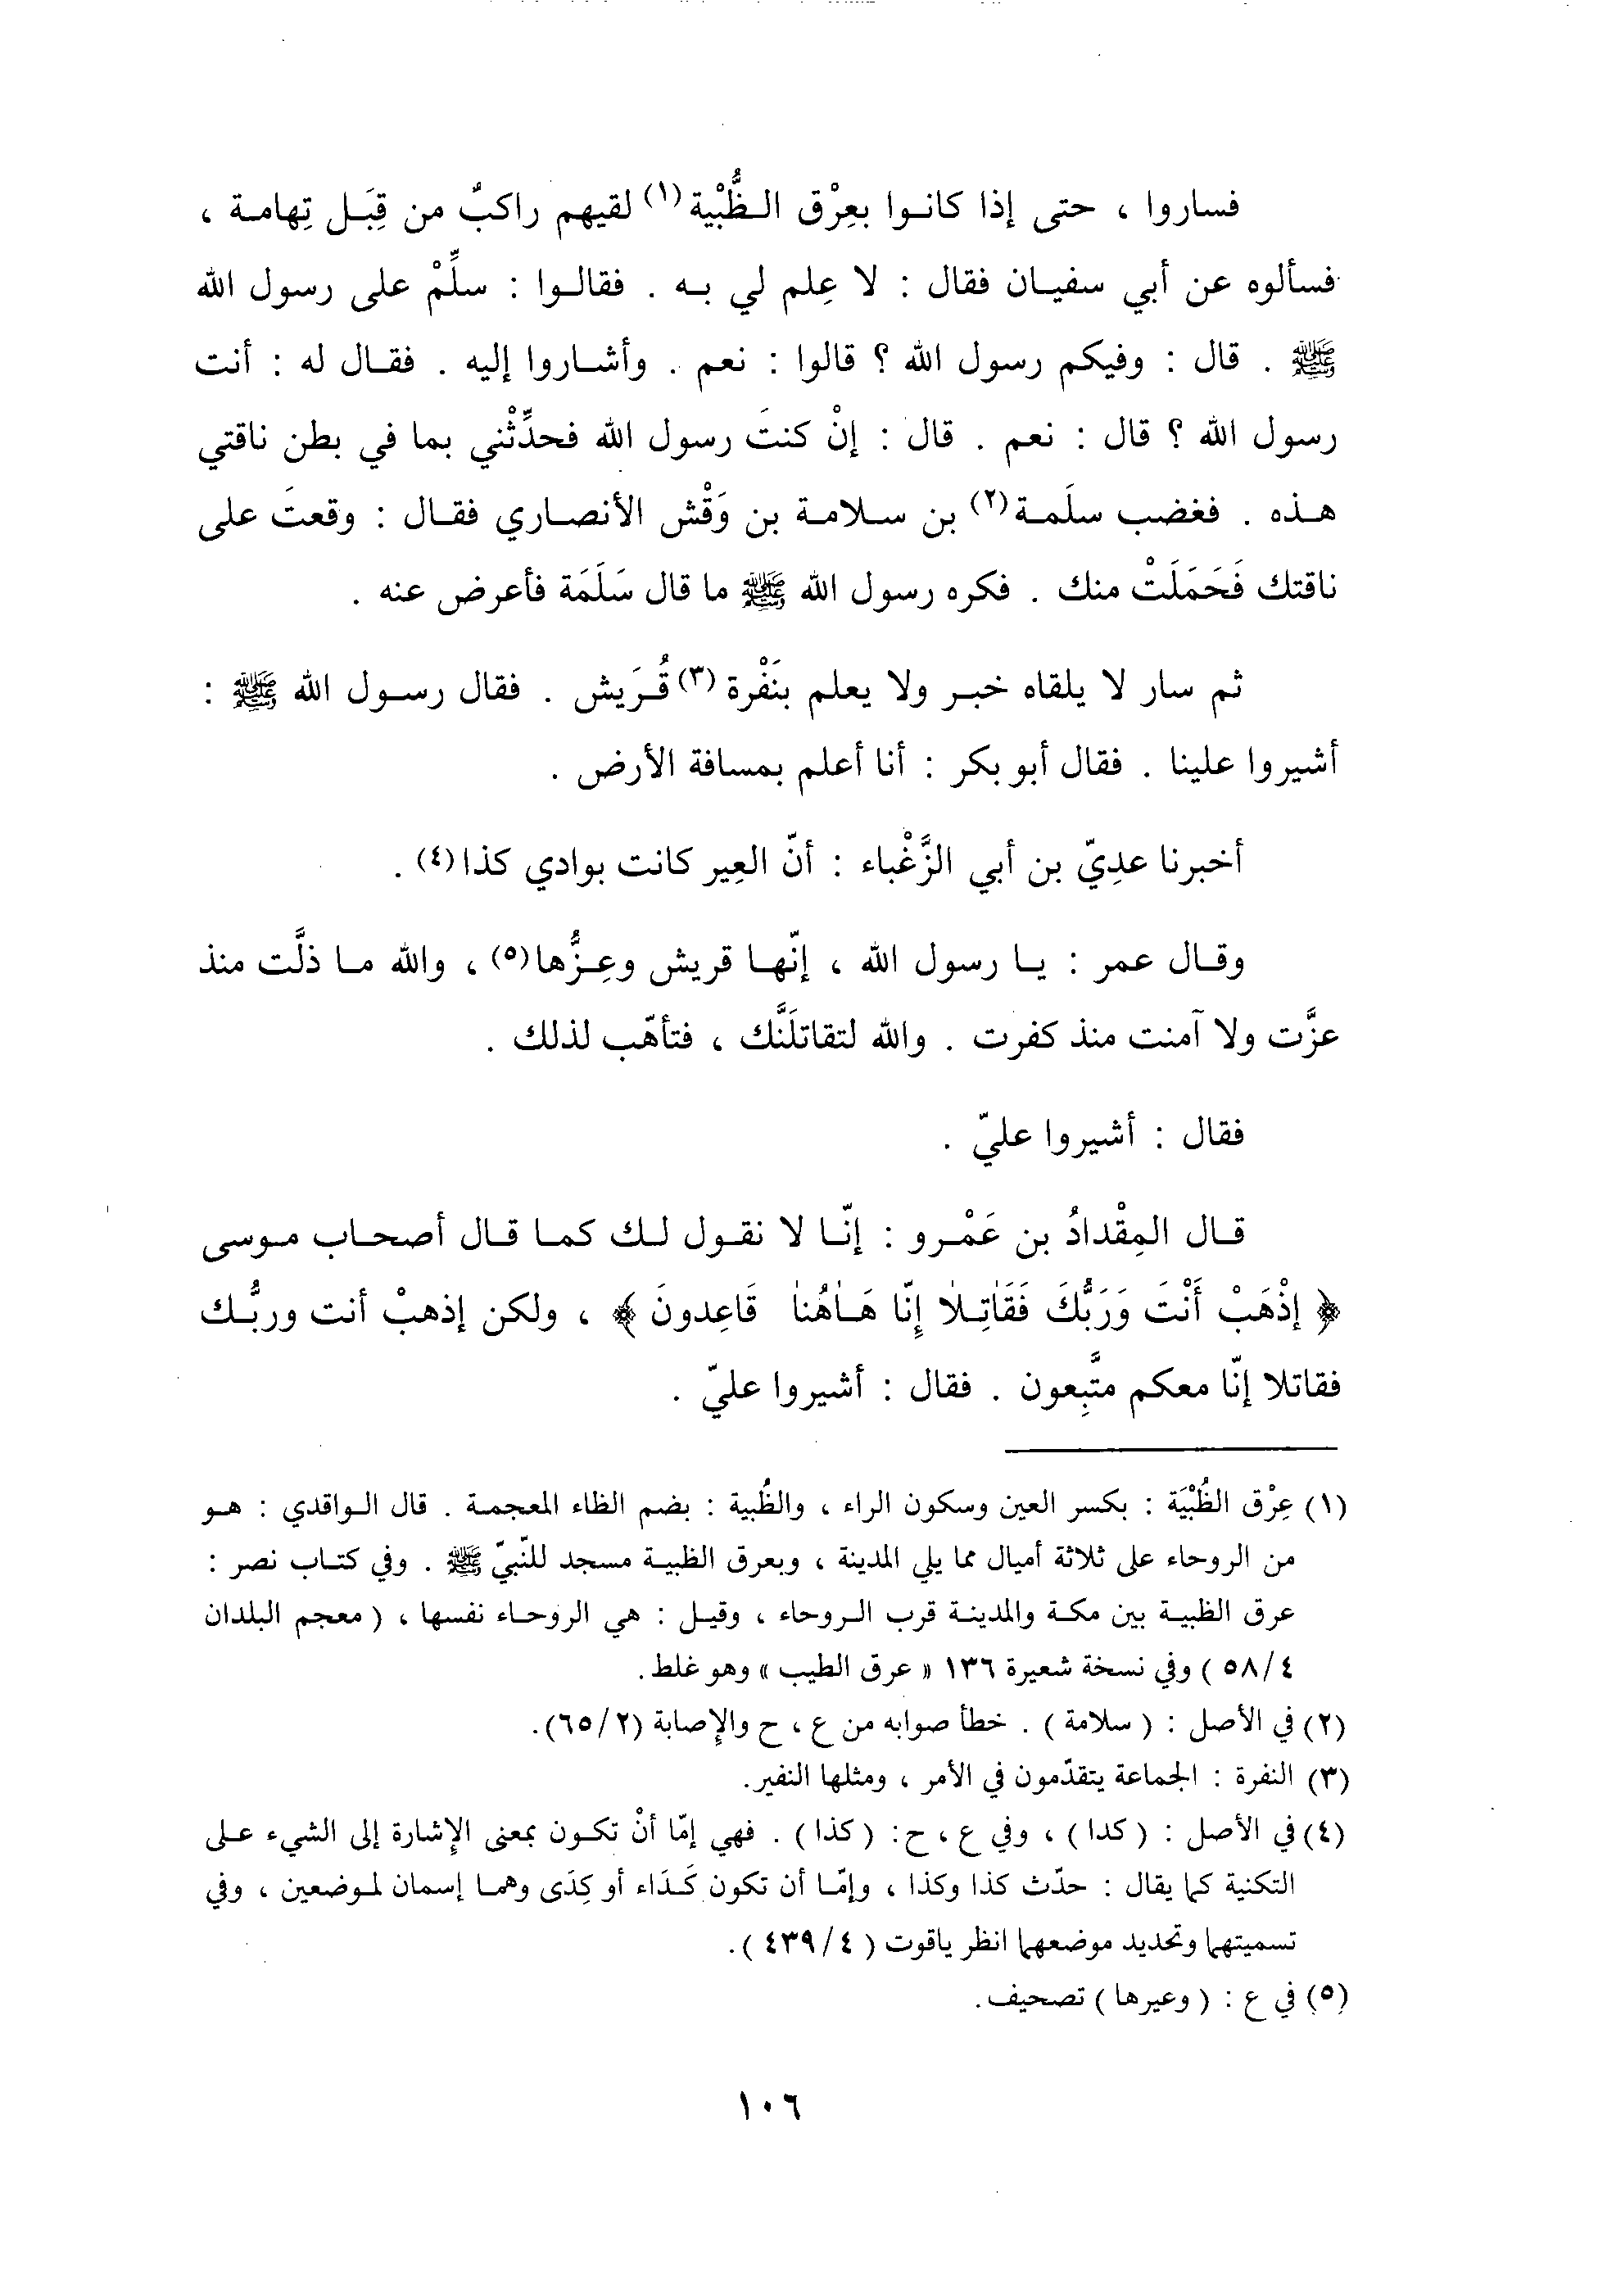 فساروا ، حتى إذا كانوا بعِرْق الظُّبْية(١) لقيهم راكبٌ من قِبَل تِهامة ،
فسألوه عن أبي سفيان فقال : لا عِلم لي به . فقالوا : سلِّمْ على رسول الله
ﷺ . قال : وفيكم رسول الله ؟ قالوا : نعم . وأشاروا إليه . فقال له : أنت
رسول الله ؟ قال : نعم . قال : إنْ كنتَ رسول الله فحدِّثْني بما في بطن ناقتي
هذه . فغضب سلَمة(٢) بن سلامة بن وَقْش الأنصاري فقال : وقعتَ على
ناقتك فَحَمَلَتْ منك . فكره رسول الله ﷺ ما قال سَلَمَة فأعرض عنه .
ثم سار لا يلقاه خبر ولا يعلم بنَفْرة(٣) قُرَيش . فقال رسول الله ﷺ :
أشيروا علينا . فقال أبو بكر : أنا أعلم بمسافة الأرض .
أخبرنا عدِيّ بن أبي الزَّغْباء : أنّ العِير كانت بوادي كذا(٤) .
وقال عمر : يا رسول الله ، إنّها قريش وعِزُّها(٥) ، والله ما ذلَّت منذ
عزَّت ولا آمنت منذ كفرت . والله لتقاتلَنَّك ، فتأهّب لذلك .
فقال : أشيروا عليّ .
قال المِقْدادُ بن عَمْرو : إنّا لا نقول لك كما قال أصحاب موسى
﴿ إذْهَبْ أَنْتَ وَرَبُّكَ فَقَاتِلا إِنَّا هَاهُنا قَاعِدونَ ﴾ ، ولكن إذهبْ أنت وربُّك
فقاتلا إنّا معكم متَّبِعون . فقال : أشيروا عليّ .
(١) عِرْق الظُبْيَة : بكسر العين وسكون الراء ، والظُبية : بضم الظاء المعجمة . قال الواقدي : هو
من الروحاء على ثلاثة أميال مما يلي المدينة ، وبعرق الظبية مسجد للنّبيّ ﷺ . وفي كتاب نصر :
عرق الظبية بين مكة والمدينة قرب الروحاء ، وقيل : هي الروحاء نفسها ، ( معجم البلدان
٥٨/٤ ) وفي نسخة شعيرة ١٣٦ « عرق الطيب » وهو غلط .
(٢) في الأصل : ( سلامة ) . خطأ صوابه من ع ، ح والإصابة (٦٥/٢).
(٣) النفرة : الجماعة يتقدّمون في الأمر ، ومثلها النفير.
(٤) في الأصل : ( كدا ) ، وفي ع ، ح: ( كذا ) . فهي إمّا أنْ تكون بمعنى الإشارة إلى الشيء على
التكنية كما يقال : حدّث كذا وكذا ، وإمّا أن تكون كَدَاء أو كِدَى وهما إسمان لموضعين ، وفي
تسميتهما وتحديد موضعهما انظر ياقوت ( ٤٣٩/٤ ).
(٥) في ع : ( وعيرها ) تصحيف.
١٠٦